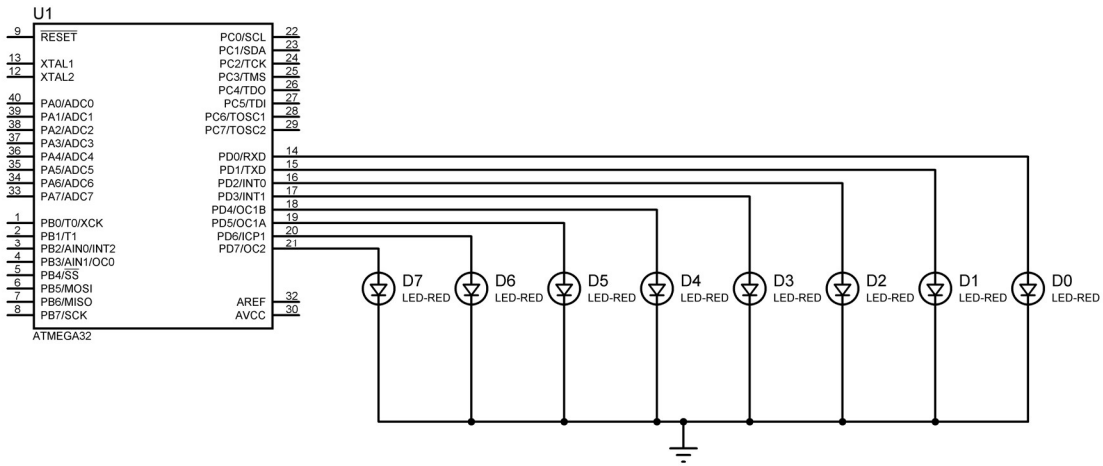 U1
9 RESET
13 XTAL1
12 XTAL2
40 PA0/ADC0
39 PA1/ADC1
38 PA2/ADC2
37 PA3/ADC3
36 PA4/ADC4
35 PA5/ADC5
34 PA6/ADC6
33 PA7/ADC7
1 PB0/T0/XCK
2 PB1/T1
3 PB2/AIN0/INT2
4 PB3/AIN1/OC0
5 PB4/SS
6 PB5/MOSI
7 PB6/MISO
8 PB7/SCK
PC0/SCL 22
PC1/SDA 23
PC2/TCK 24
PC3/TMS 25
PC4/TDO 26
PC5/TDI 27
PC6/TOSC1 28
PC7/TOSC2 29
PD0/RXD 14
PD1/TXD 15
PD2/INT0 16
PD3/INT1 17
PD4/OC1B 18
PD5/OC1A 19
PD6/ICP1 20
PD7/OC2 21
AREF 32
AVCC 30
ATMEGA32
D7
LED-RED
D6
LED-RED
D5
LED-RED
D4
LED-RED
D3
LED-RED
D2
LED-RED
D1
LED-RED
D0
LED-RED